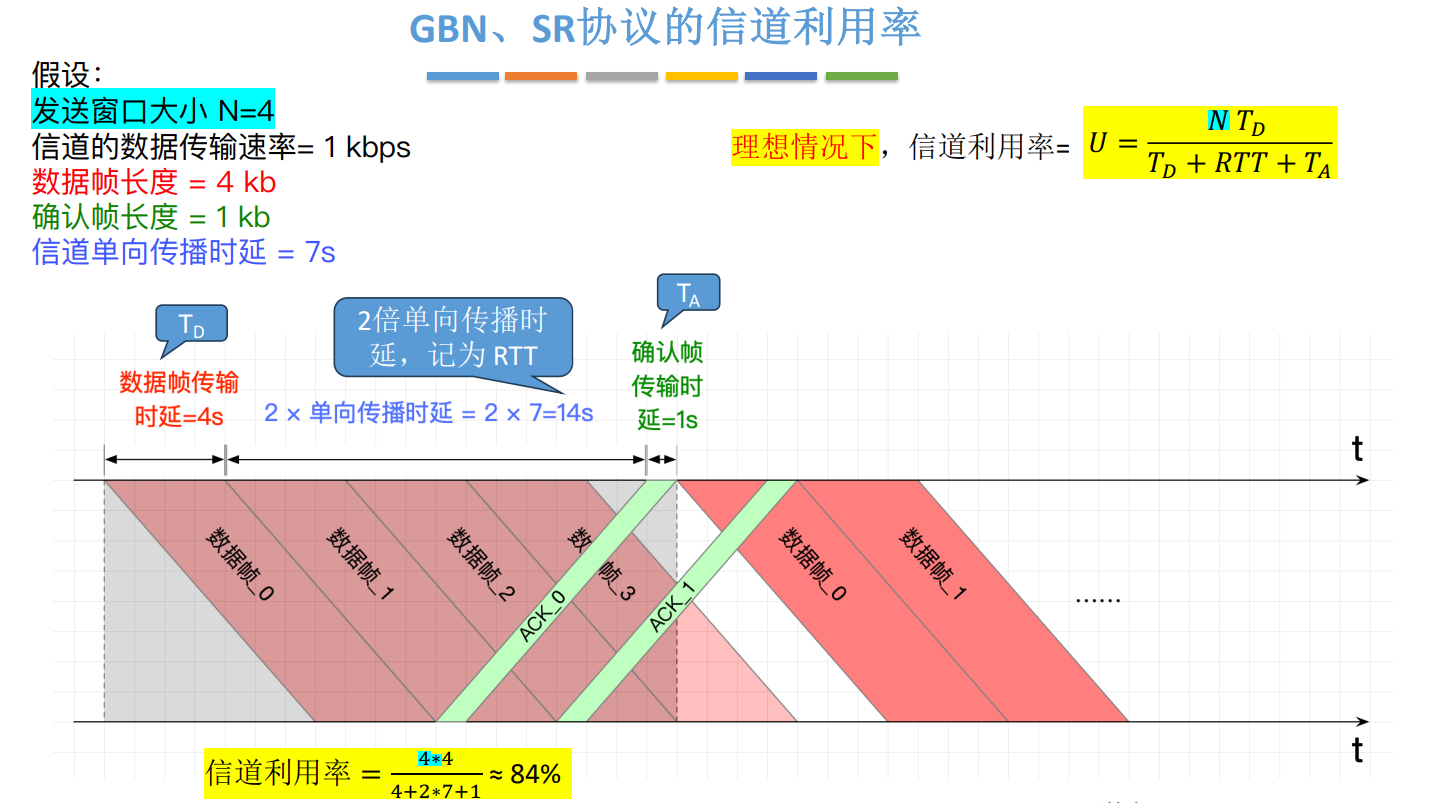 GBN、SR协议的信道利用率
假设：
发送窗口大小 N=4
信道的数据传输速率= 1 kbps
数据帧长度 = 4 kb
确认帧长度 = 1 kb
信道单向传播时延 = 7s
理想情况下，信道利用率= U = N T_D / (T_D + RTT + T_A)
T_D
2倍单向传播时
延，记为 RTT
T_A
数据帧传输
时延=4s
2 × 单向传播时延 = 2 × 7=14s
确认帧
传输时
延=1s
t
数据帧_0
数据帧_1
数据帧_2
数据帧_3
ACK_0
ACK_1
数据帧_0
数据帧_1
......
t
信道利用率 = 4*4 / (4+2*7+1) ≈ 84%